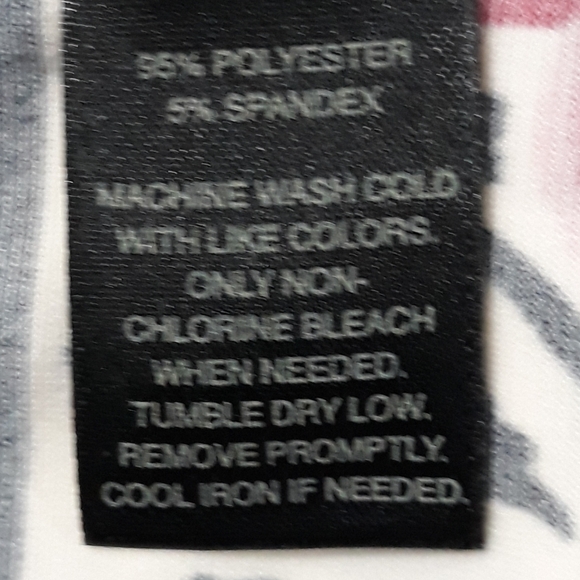 95% POLYESTER
5% SPANDEX
MACHINE WASH COLD
WITH LIKE COLORS.
ONLY NON-
CHLORINE BLEACH
WHEN NEEDED.
TUMBLE DRY LOW.
REMOVE PROMPTLY.
COOL IRON IF NEEDED.